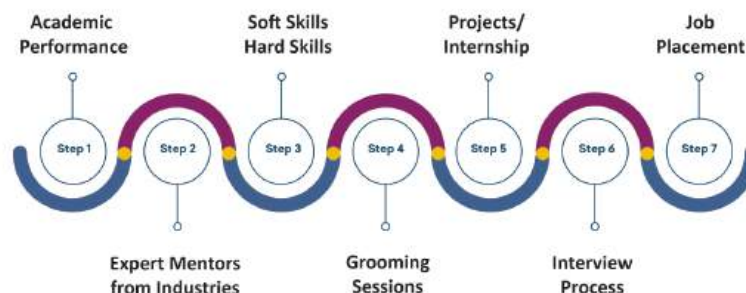 Academic
Performance
Soft Skills
Hard Skills
Projects/
Internship
Job
Placement
Step 1
Step 2
Step 3
Step 4
Step 5
Step 6
Step 7
Expert Mentors
from Industries
Grooming
Sessions
Interview
Process